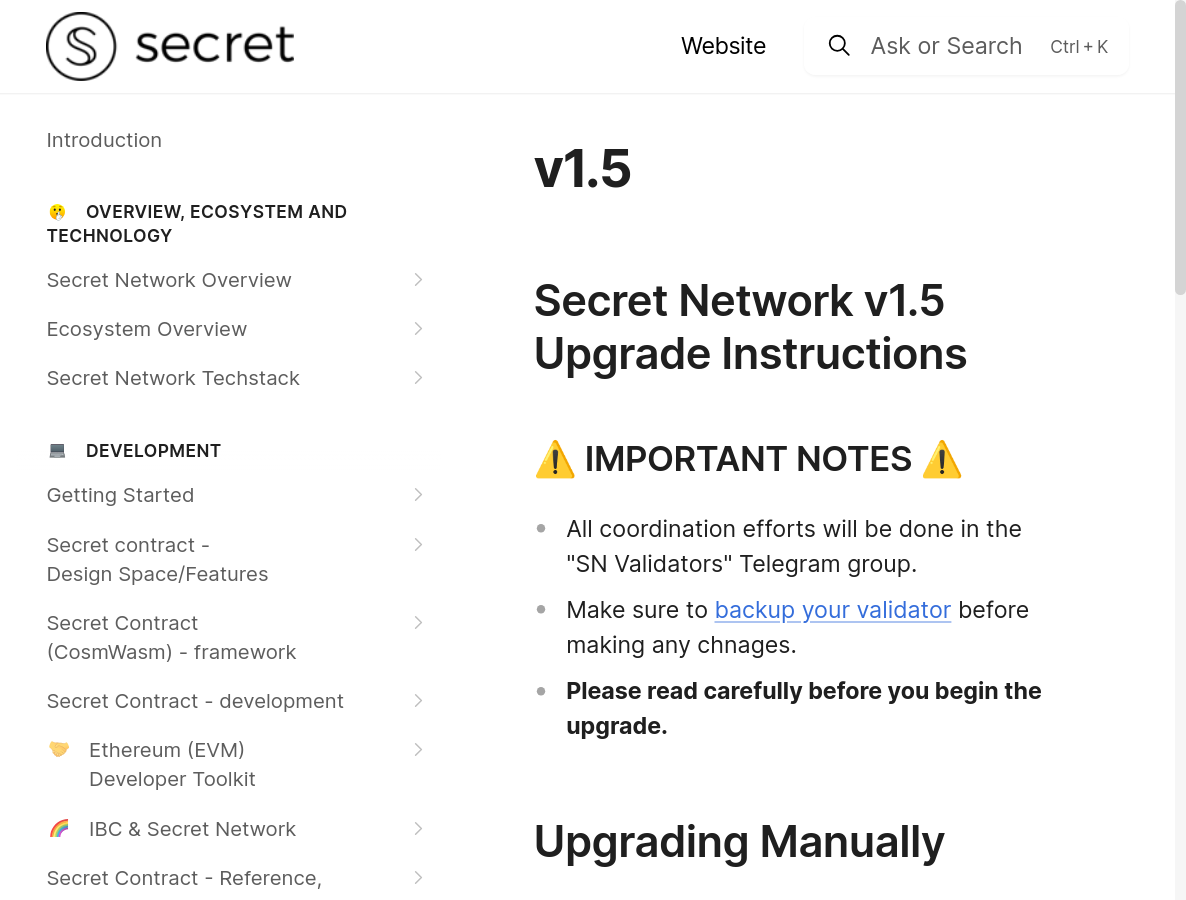 secret
Website
Ask or Search
Ctrl + K
Introduction
OVERVIEW, ECOSYSTEM AND
TECHNOLOGY
Secret Network Overview
Ecosystem Overview
Secret Network Techstack
DEVELOPMENT
Getting Started
Secret contract -
Design Space/Features
Secret Contract
(CosmWasm) - framework
Secret Contract - development
Ethereum (EVM)
Developer Toolkit
IBC & Secret Network
Secret Contract - Reference,
v1.5
Secret Network v1.5
Upgrade Instructions
⚠️ IMPORTANT NOTES ⚠️
All coordination efforts will be done in the
"SN Validators" Telegram group.
Make sure to backup your validator before
making any chnages.
Please read carefully before you begin the
upgrade.
Upgrading Manually